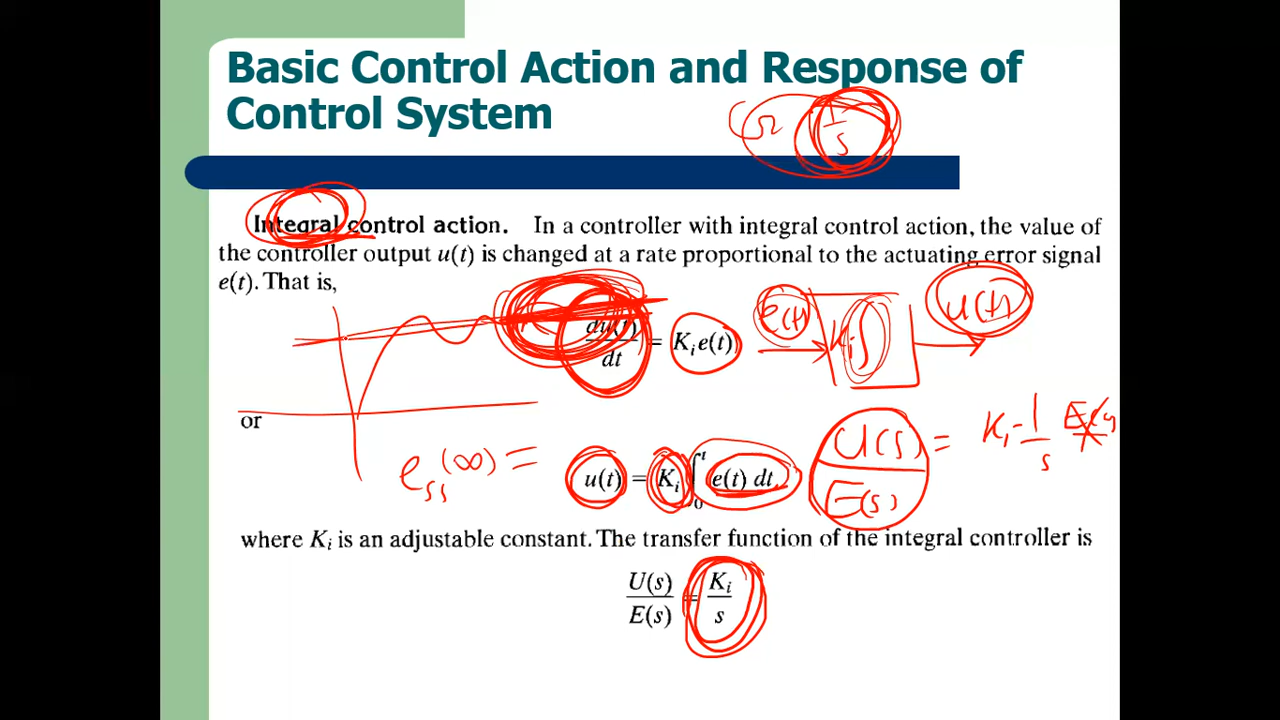 Basic Control Action and Response of
Control System
1/s
Integral control action. In a controller with integral control action, the value of
the controller output u(t) is changed at a rate proportional to the actuating error signal
e(t). That is,
du(t)/dt = K_i e(t)
e(t) K_i ∫ u(t)
or
e_ss(∞) =
u(t) = K_i ∫_0^t e(t) dt
U(s)/E(s) = K_i 1/s
where K_i is an adjustable constant. The transfer function of the integral controller is
U(s)/E(s) = K_i/s